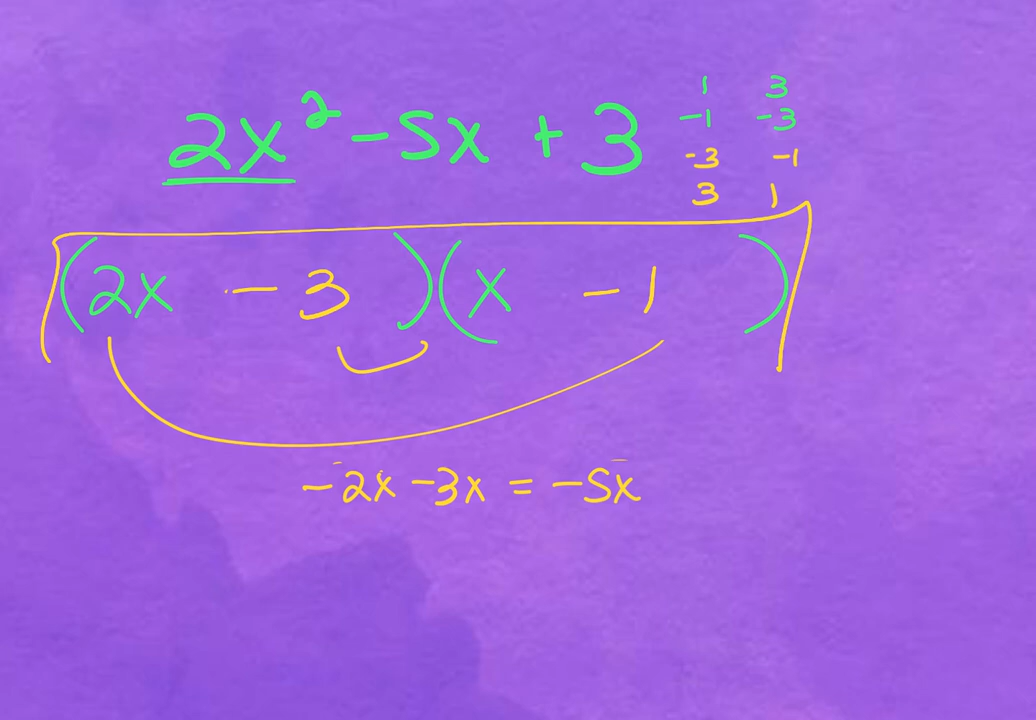 1 3
2x² - 5x + 3 -1 -3
-3 -1
3 1
(2x - 3)(x - 1)
-2x - 3x = -5x